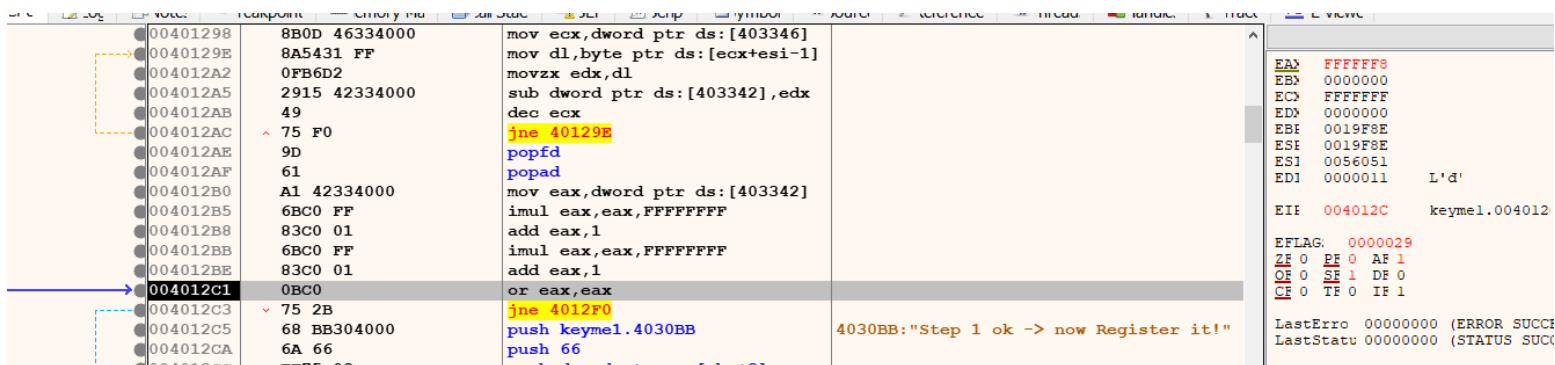 00401298 8B0D 46334000 mov ecx,dword ptr ds:[403346]
0040129E 8A5431 FF mov dl,byte ptr ds:[ecx+esi-1]
004012A2 0FB6D2 movzx edx,dl
004012A5 2915 42334000 sub dword ptr ds:[403342],edx
004012AB 49 dec ecx
004012AC 75 F0 jne 40129E
004012AE 9D popfd
004012AF 61 popad
004012B0 A1 42334000 mov eax,dword ptr ds:[403342]
004012B5 6BC0 FF imul eax,eax,FFFFFFFF
004012B8 83C0 01 add eax,1
004012BB 6BC0 FF imul eax,eax,FFFFFFFF
004012BE 83C0 01 add eax,1
004012C1 0BC0 or eax,eax
004012C3 75 2B jne 4012F0
004012C5 68 BB304000 push keyme1.4030BB 4030BB:"Step 1 ok -> now Register it!"
004012CA 6A 66 push 66
EAX FFFFFF8
EBX 0000000
ECX FFFFFFF
EDX 0000000
EBP 0019F8E
ESP 0019F8E
ESI 0056051
EDI 0000011 L'd'
EIP 004012C keyme1.004012
EFLAG: 0000029
ZF 0 PF 0 AF 1
OF 0 SF 1 DF 0
CF 0 TF 0 IF 1
LastErro 00000000 (ERROR SUCCE
LastStatu 00000000 (STATUS SUCC